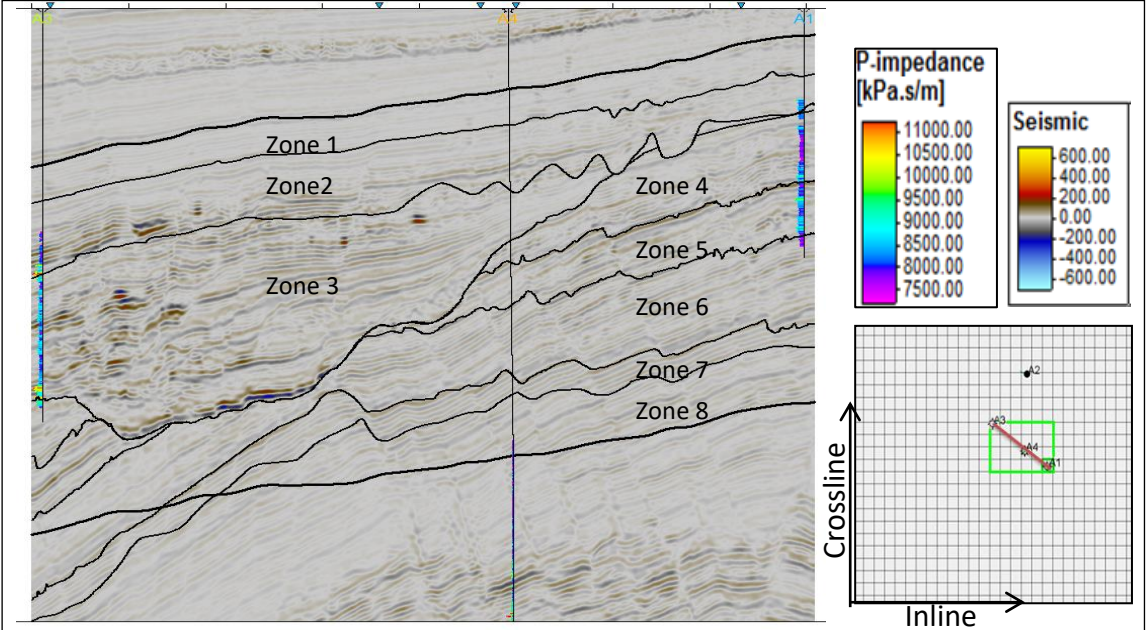 A3
A4
A1
Zone 1
Zone2
Zone 3
Zone 4
Zone 5
Zone 6
Zone 7
Zone 8
P-impedance
[kPa.s/m]
11000.00
10500.00
10000.00
9500.00
9000.00
8500.00
8000.00
7500.00
Seismic
600.00
400.00
200.00
0.00
-200.00
-400.00
-600.00
A2
A3
A4
A1
Crossline
Inline